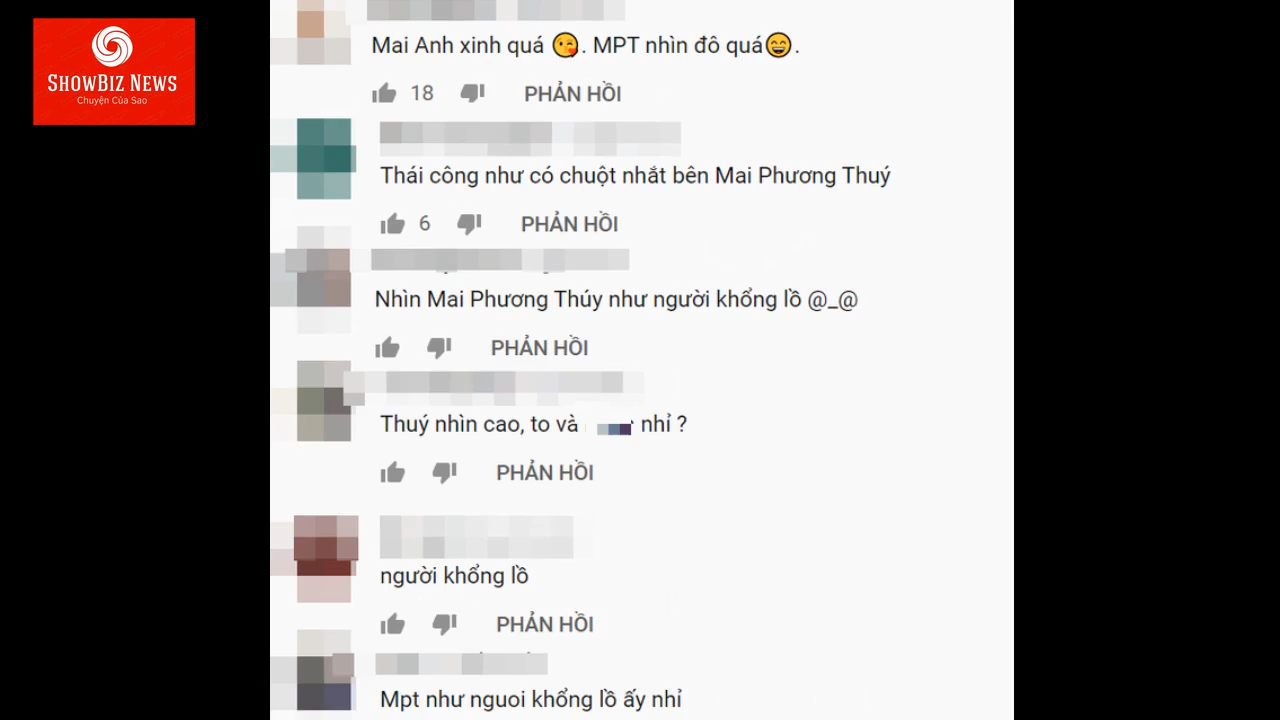 SHOWBIZ NEWS
Chuyện Của Sao
Mai Anh xinh quá 😘. MPT nhìn đô quá😄.
18 PHẢN HỒI
Thái công như có chuột nhắt bên Mai Phương Thuý
6 PHẢN HỒI
Nhìn Mai Phương Thúy như người khổng lồ @_@
PHẢN HỒI
Thuý nhìn cao, to và nhỉ ?
PHẢN HỒI
người khổng lồ
PHẢN HỒI
Mpt như nguoi khổng lồ ấy nhỉ